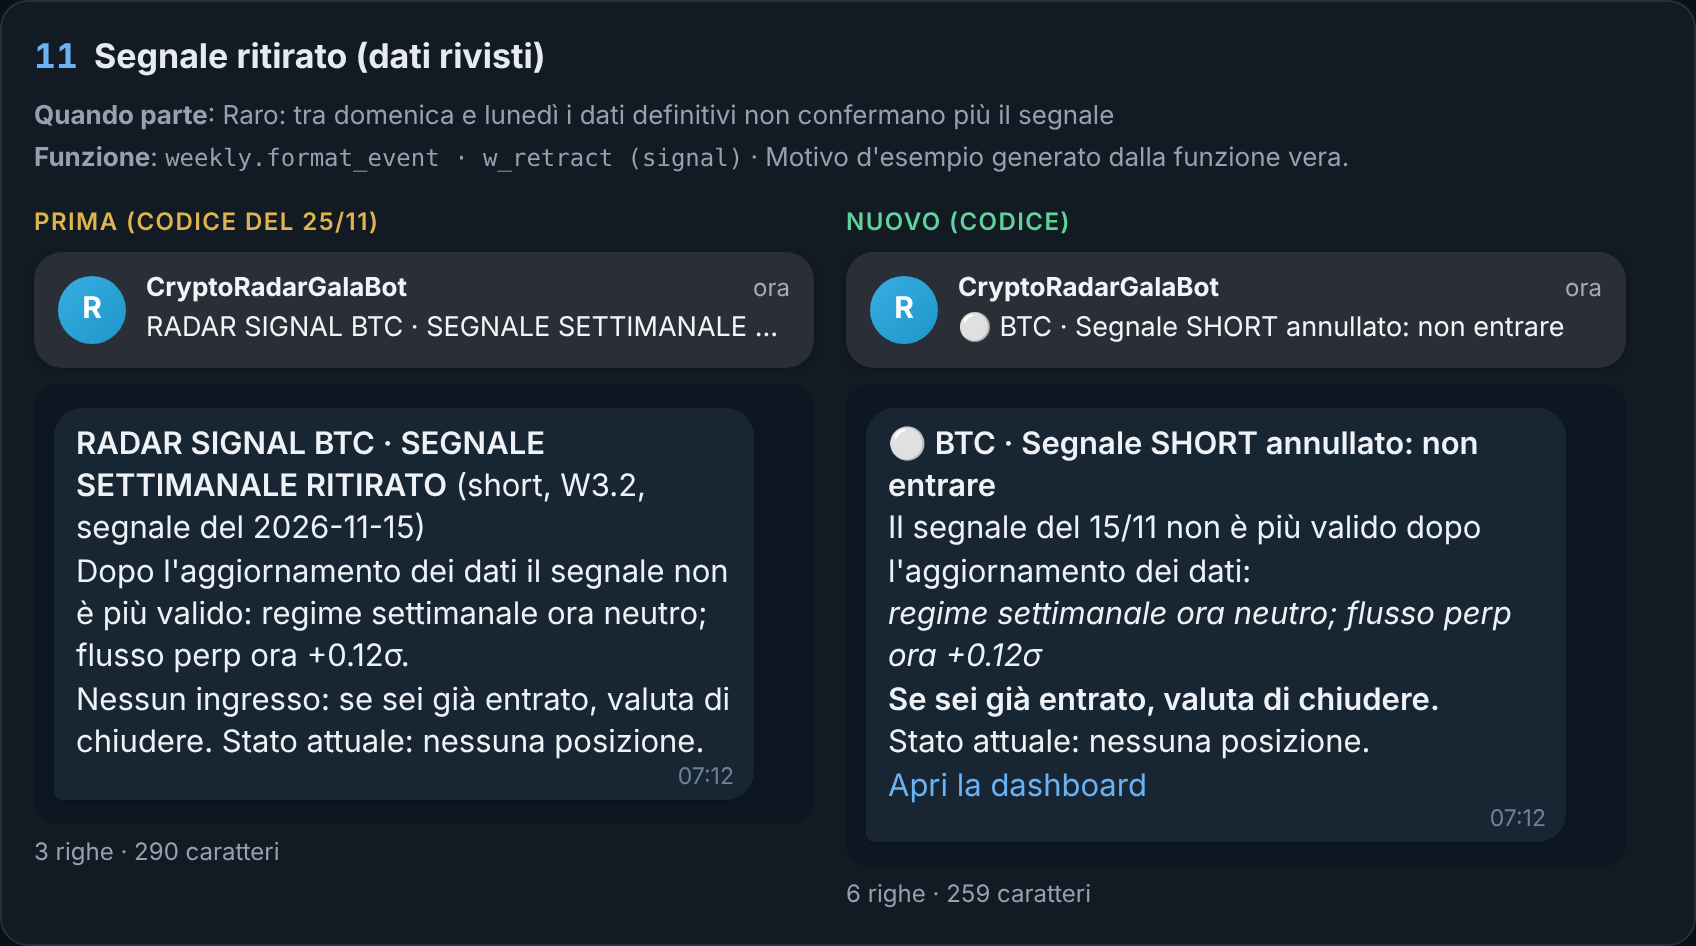 11 Segnale ritirato (dati rivisti)
Quando parte: Raro: tra domenica e lunedì i dati definitivi non confermano più il segnale
Funzione: weekly.format_event · w_retract (signal) · Motivo d'esempio generato dalla funzione vera.
PRIMA (CODICE DEL 25/11)
R
CryptoRadarGalaBot
ora
RADAR SIGNAL BTC · SEGNALE SETTIMANALE ...
RADAR SIGNAL BTC · SEGNALE
SETTIMANALE RITIRATO (short, W3.2,
segnale del 2026-11-15)
Dopo l'aggiornamento dei dati il segnale non
è più valido: regime settimanale ora neutro;
flusso perp ora +0.12σ.
Nessun ingresso: se sei già entrato, valuta di
chiudere. Stato attuale: nessuna posizione.
07:12
3 righe · 290 caratteri
NUOVO (CODICE)
R
CryptoRadarGalaBot
ora
⚪ BTC · Segnale SHORT annullato: non entrare
⚪ BTC · Segnale SHORT annullato: non
entrare
Il segnale del 15/11 non è più valido dopo
l'aggiornamento dei dati:
regime settimanale ora neutro; flusso perp
ora +0.12σ
Se sei già entrato, valuta di chiudere.
Stato attuale: nessuna posizione.
Apri la dashboard
07:12
6 righe · 259 caratteri